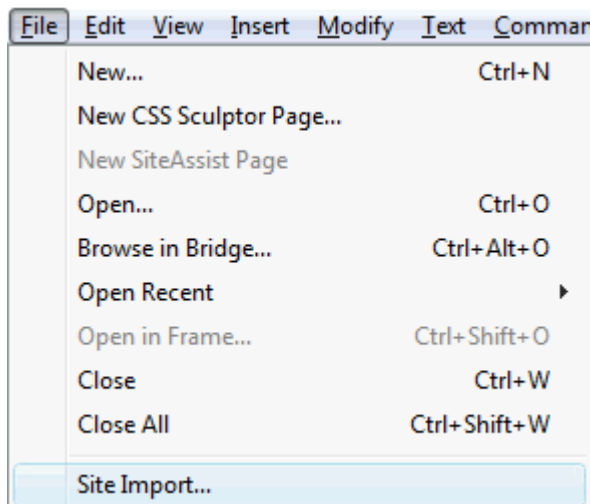 File Edit View Insert Modify Text Comman
New... Ctrl+N
New CSS Sculptor Page...
New SiteAssist Page
Open... Ctrl+O
Browse in Bridge... Ctrl+Alt+O
Open Recent
Open in Frame... Ctrl+Shift+O
Close Ctrl+W
Close All Ctrl+Shift+W
Site Import...